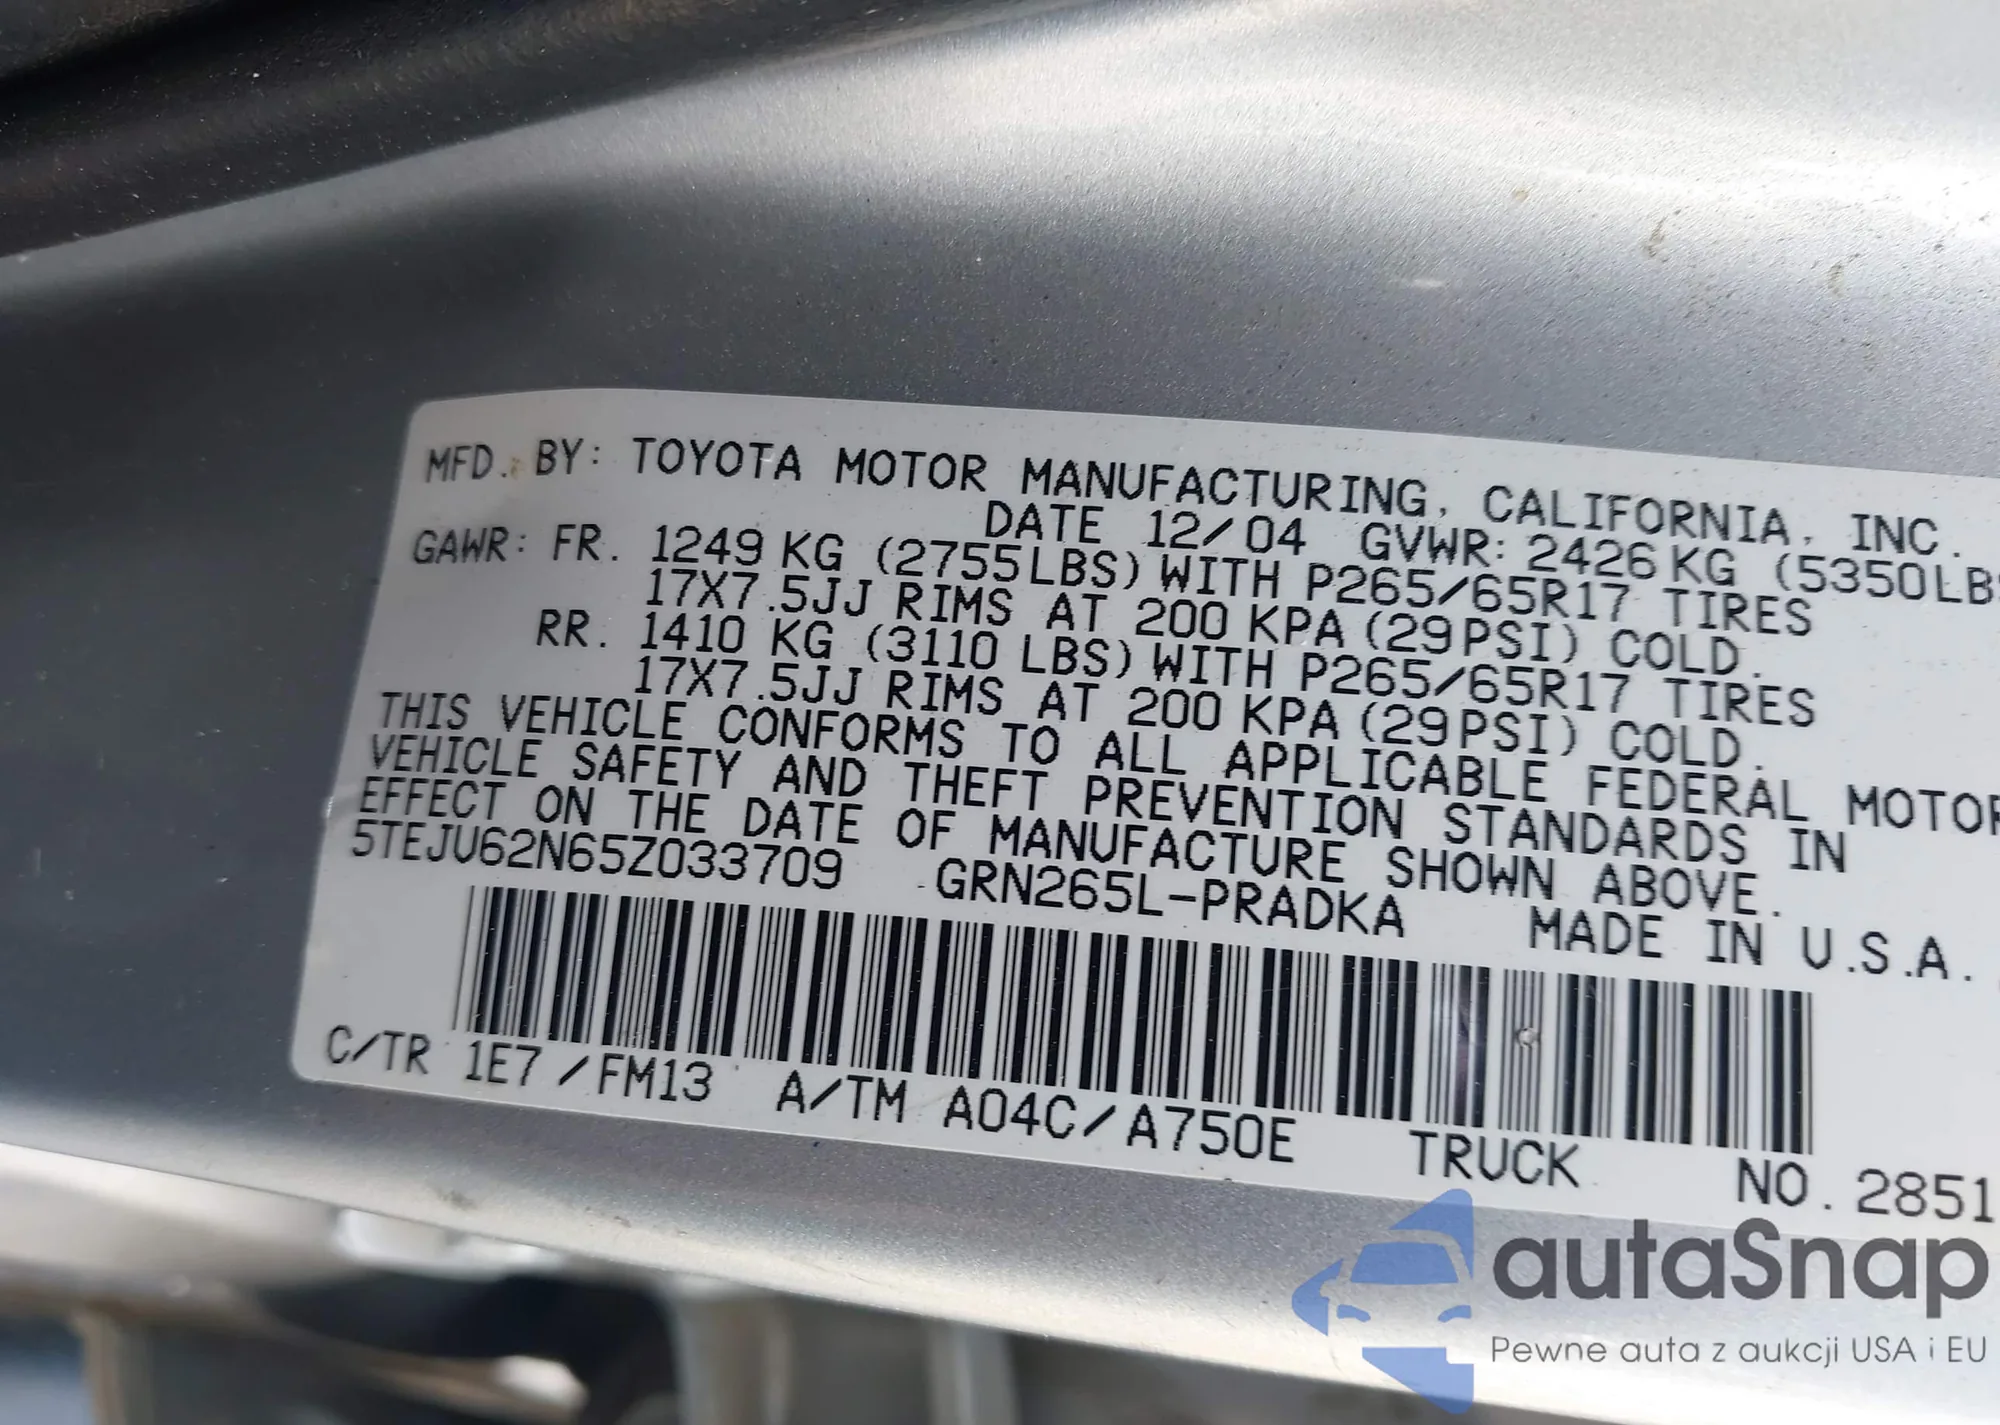 MFD. BY: TOYOTA MOTOR MANUFACTURING, CALIFORNIA, INC.
DATE 12/04 GVWR: 2426 KG (5350LBS
GAWR: FR. 1249 KG (2755LBS) WITH P265/65R17 TIRES
17X7.5JJ RIMS AT 200 KPA (29PSI) COLD.
RR. 1410 KG (3110 LBS) WITH P265/65R17 TIRES
17X7.5JJ RIMS AT 200 KPA (29PSI) COLD.
THIS VEHICLE CONFORMS TO ALL APPLICABLE FEDERAL MOTOR
VEHICLE SAFETY AND THEFT PREVENTION STANDARDS IN
EFFECT ON THE DATE OF MANUFACTURE SHOWN ABOVE.
5TEJU62N65Z033709 GRN265L-PRADKA MADE IN U.S.A.
C/TR 1E7/FM13 A/TM A04C/A750E TRUCK NO. 2851
autaSnap
Pewne auta z aukcji USA i EU